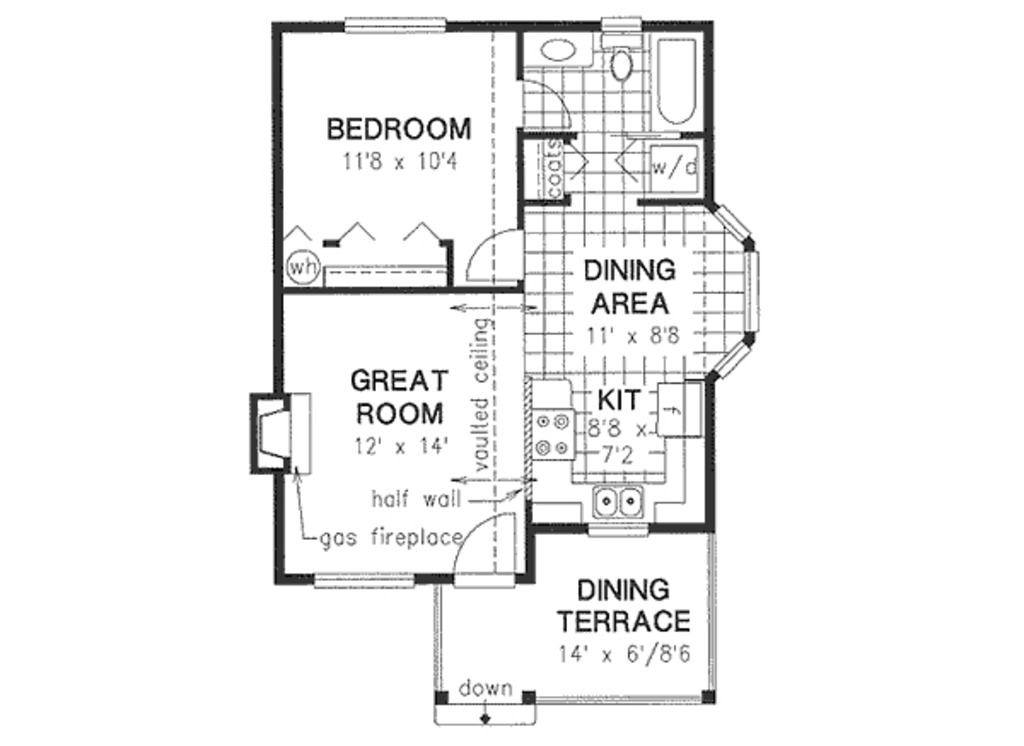 BEDROOM
11'8 x 10'4
coats
w/d
wh
DINING
AREA
11' x 8'8
vaulted ceiling
GREAT
ROOM
12' x 14'
KIT
f
8'8 x
7'2
half wall
gas fireplace
DINING
TERRACE
14' x 6'/8'6
down